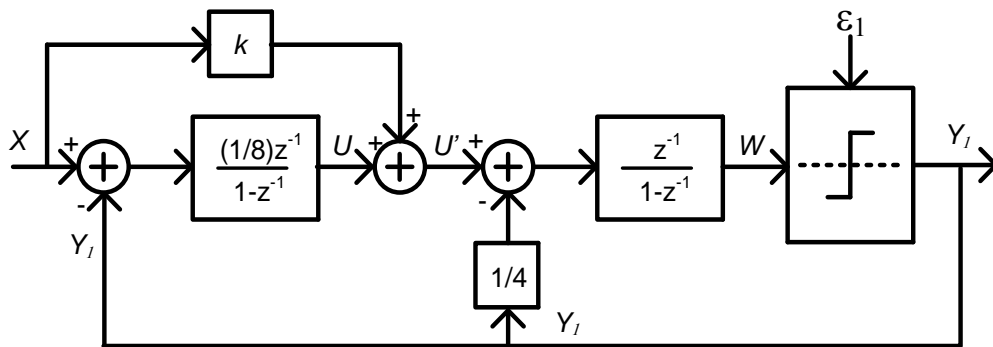 k
ε1
X
+
-
(1/8)z-1
1-z-1
U
+
+
U'
+
-
z-1
1-z-1
W
Y1
Y1
1/4
Y1